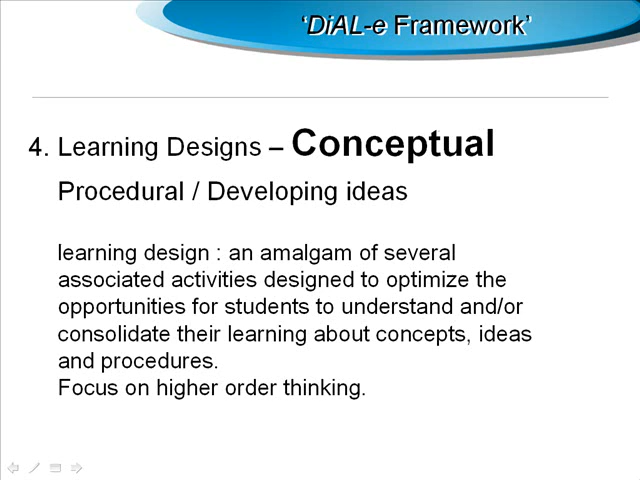 ‘DiAL-e Framework’
4. Learning Designs – Conceptual
Procedural / Developing ideas
learning design : an amalgam of several
associated activities designed to optimize the
opportunities for students to understand and/or
consolidate their learning about concepts, ideas
and procedures.
Focus on higher order thinking.